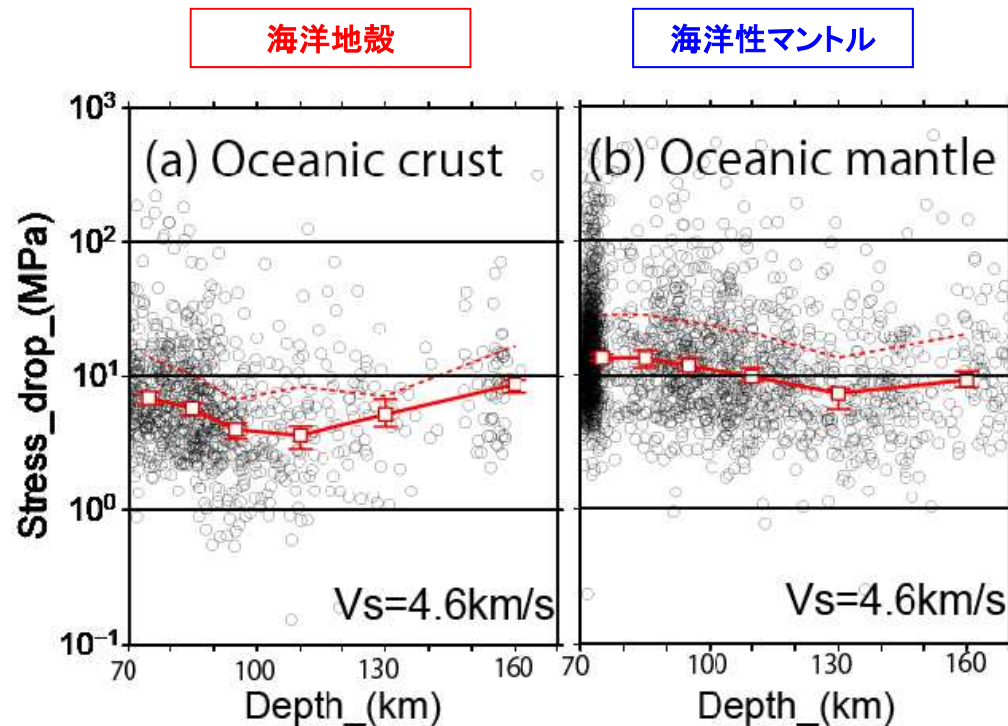 海洋地殻
海洋性マントル
(a) Oceanic crust
(b) Oceanic mantle
Stress_drop_(MPa)
10³
10²
10¹
10⁰
10⁻¹
Vs=4.6km/s
Vs=4.6km/s
70 100 130 160
70 100 130 160
Depth_(km)
Depth_(km)